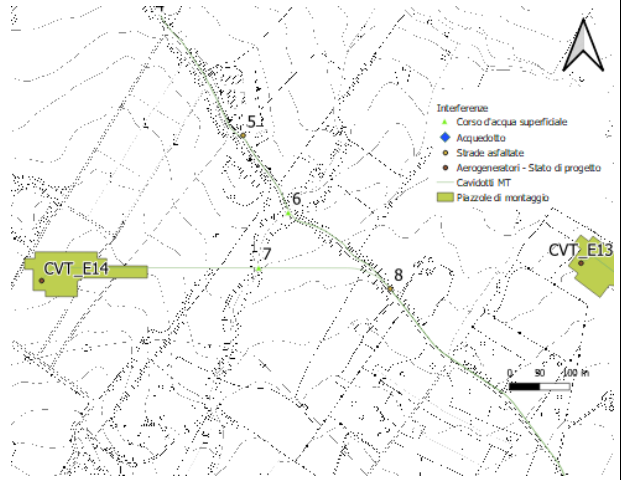 4
5
Interferenze
Corso d'acqua superficiale
Acquedotto
Strade asfaltate
Aerogeneratori - Stato di progetto
Cavidotti MT
Piazzole di montaggio
6
7
CVT_E13
CVT_E14
8
0 50 100 m